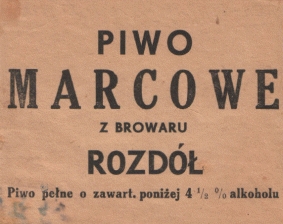 PIWO
MARCOWE
Z BROWARU
ROZDÓŁ
Piwo pełne o zawart. poniżej 4 1/2 % alkoholu